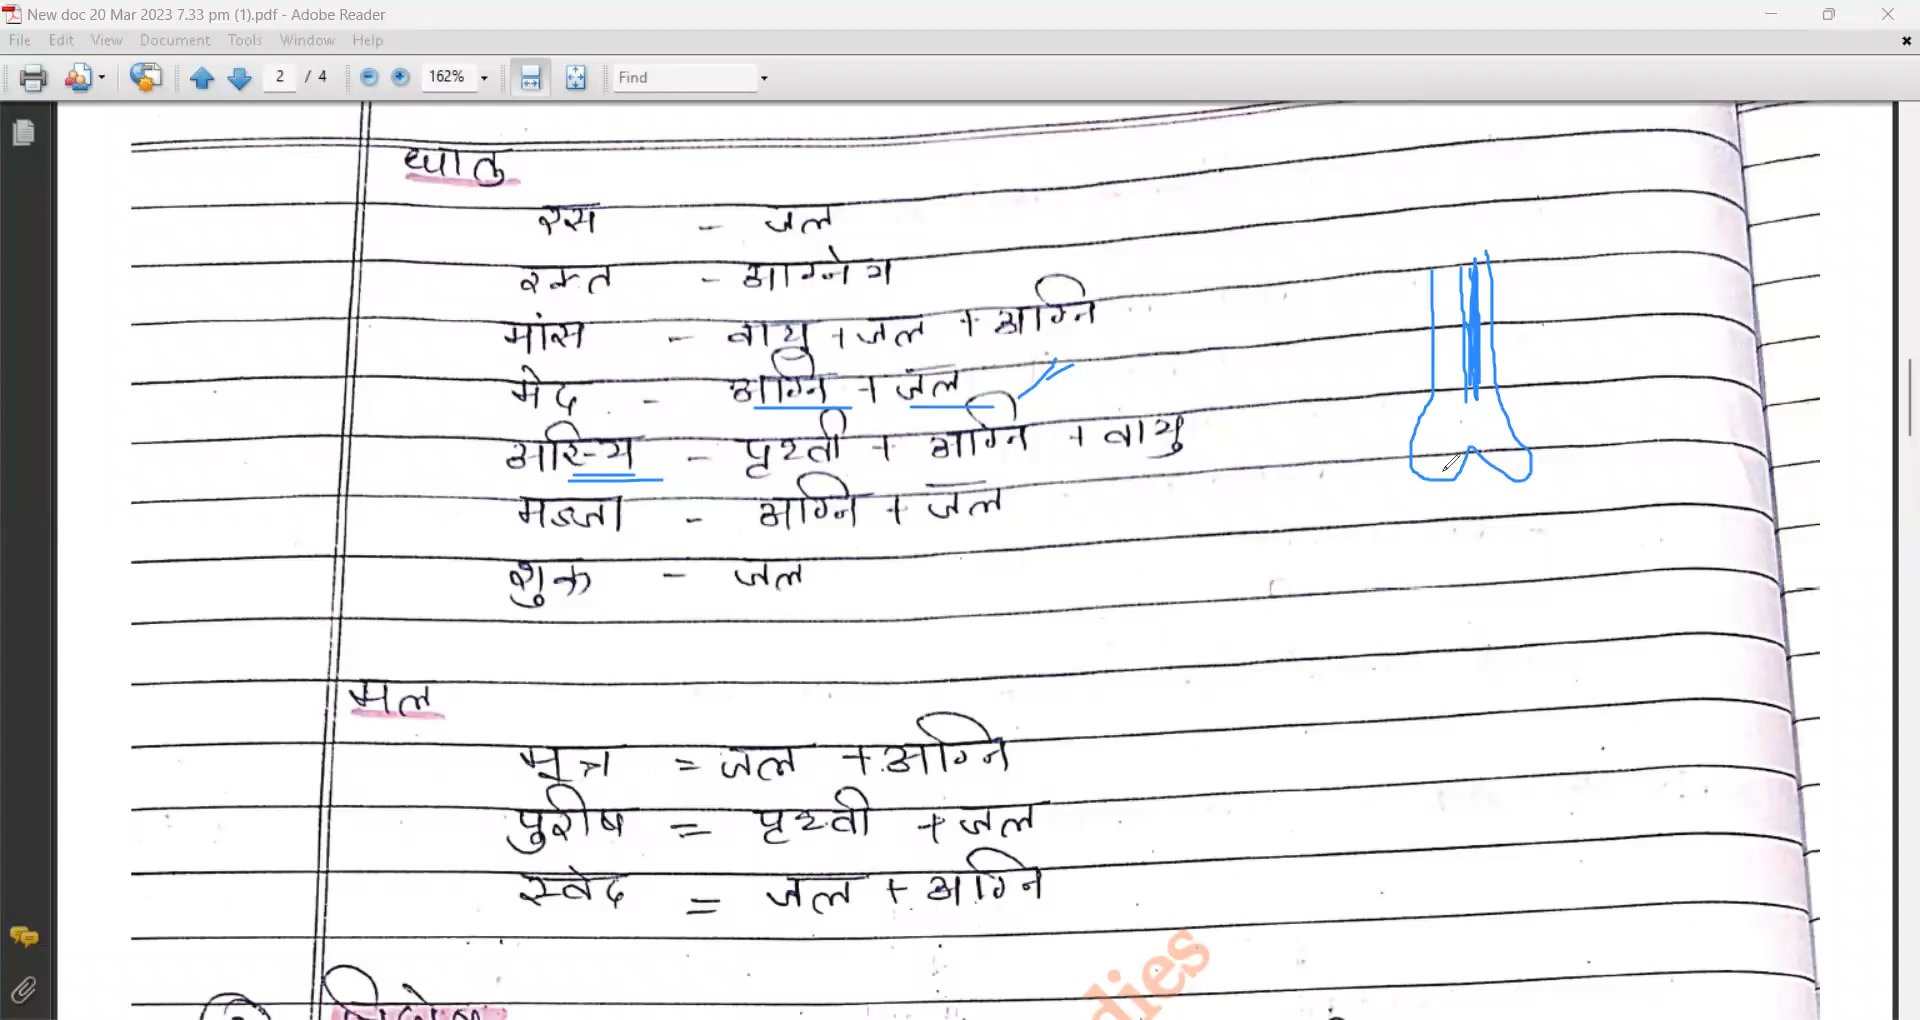 New doc 20 Mar 2023 7.33 pm (1).pdf - Adobe Reader
File Edit View Document Tools Window Help
2 / 4 162% Find
धातु
रस - जल
रक्त - आग्नेय
मांस - वायु + जल + अग्नि
मेद - अग्नि + जल
अस्थि - पृथ्वी + अग्नि + वायु
मज्जा - अग्नि + जल
शुक्र - जल
मल
मूत्र = जल + अग्नि
पुरीष = पृथ्वी + जल
स्वेद = जल + अग्नि
dies